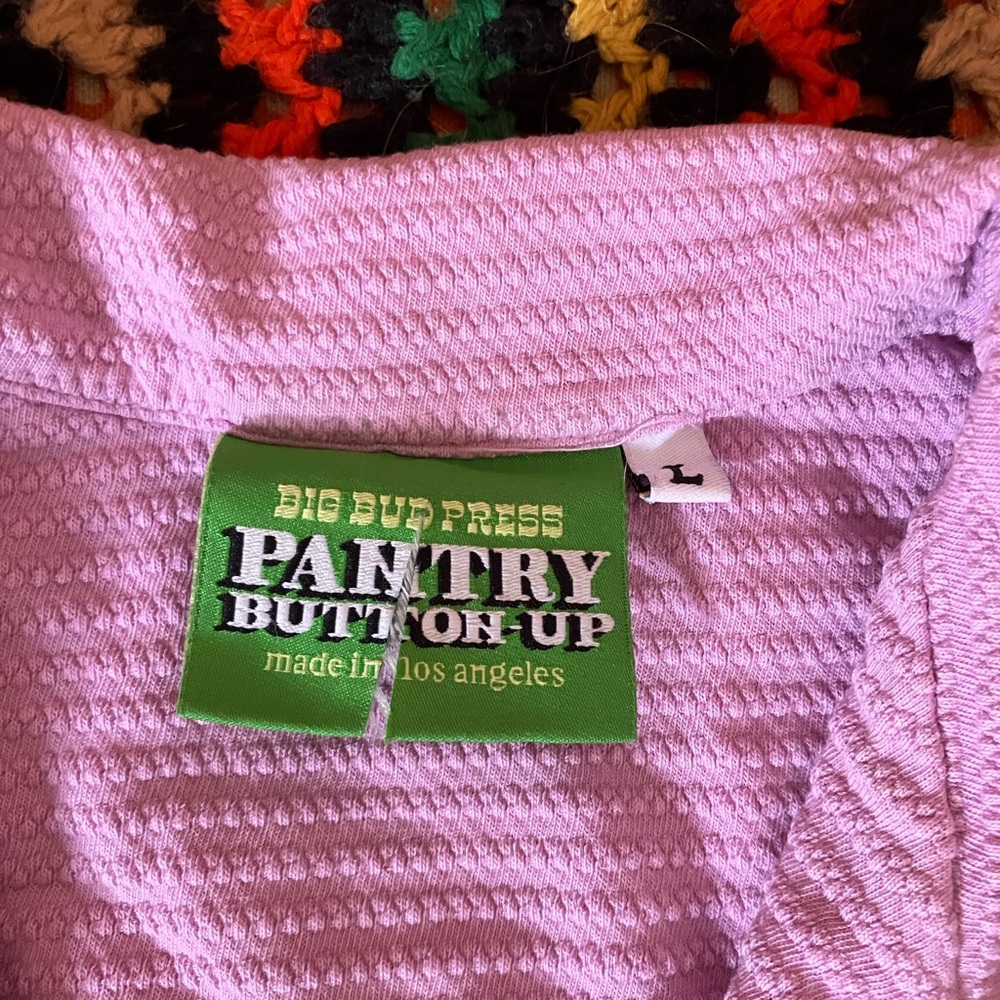 BIG BUD PRESS
PANTRY
BUTTON-UP
made in los angeles
L